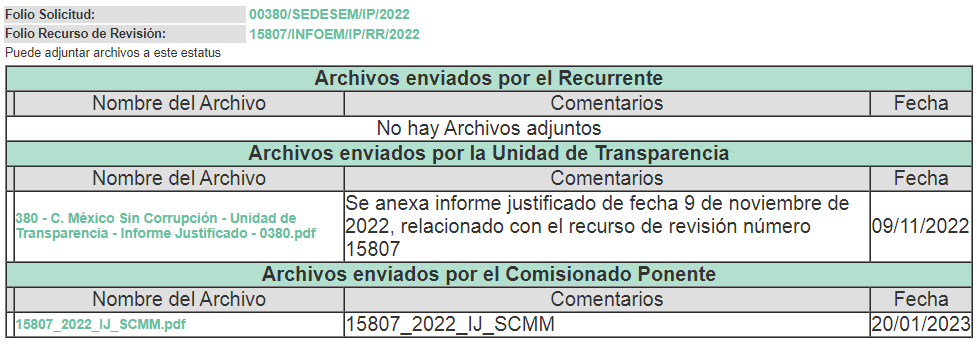 Folio Solicitud: 00380/SEDESEM/IP/2022
Folio Recurso de Revisión: 15807/INFOEM/IP/RR/2022
Puede adjuntar archivos a este estatus
Archivos enviados por el Recurrente
Nombre del Archivo Comentarios Fecha
No hay Archivos adjuntos
Archivos enviados por la Unidad de Transparencia
Nombre del Archivo Comentarios Fecha
380 - C. México Sin Corrupción - Unidad de
Transparencia - Informe Justificado - 0380.pdf
Se anexa informe justificado de fecha 9 de noviembre de
2022, relacionado con el recurso de revisión número
15807
09/11/2022
Archivos enviados por el Comisionado Ponente
Nombre del Archivo Comentarios Fecha
15807_2022_IJ_SCMM.pdf 15807_2022_IJ_SCMM 20/01/2023